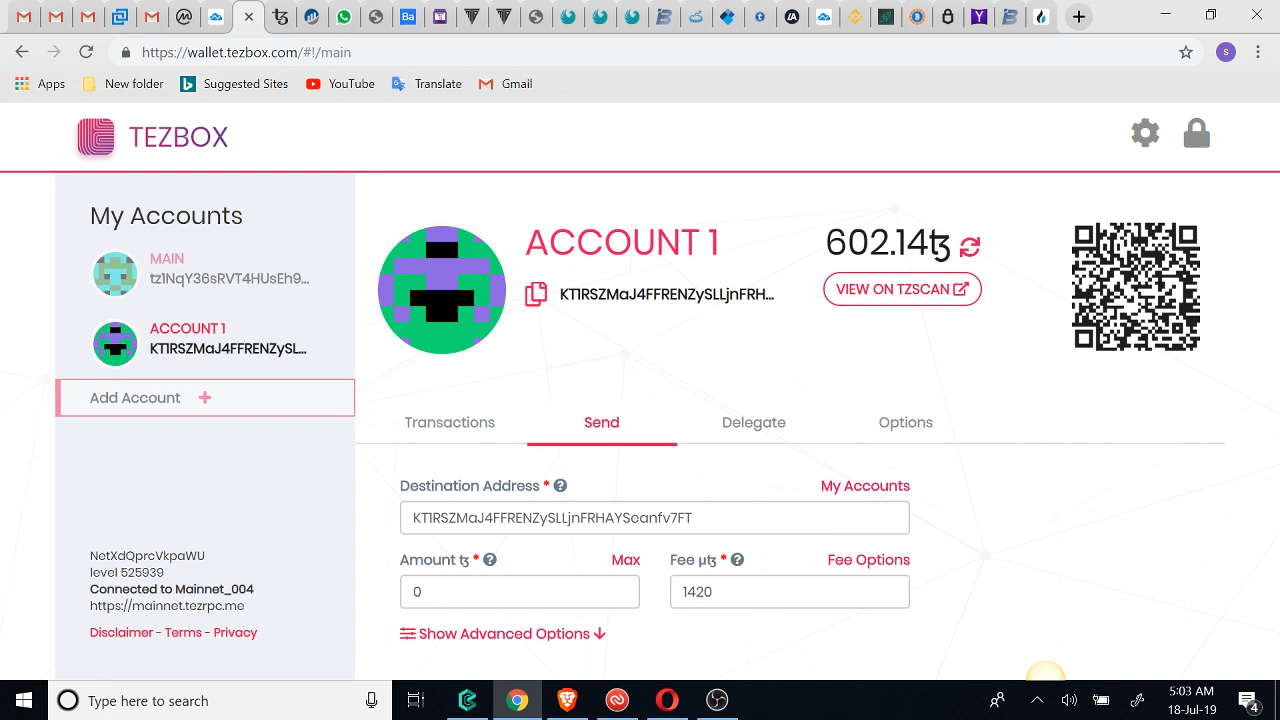 https://wallet.tezbox.com/#!/main
s
Apps
New folder
Suggested Sites
YouTube
Translate
Gmail
TEZBOX
My Accounts
MAIN
tz1NqY36sRVT4HUsEh9...
ACCOUNT 1
KT1RSZMaJ4FFRENZySL...
Add Account +
NetXdQprcVkpaWU
level 525939
Connected to Mainnet_004
https://mainnet.tezrpc.me
Disclaimer - Terms - Privacy
ACCOUNT 1
KT1RSZMaJ4FFRENZySLLjnFRH...
602.14ꜩ
VIEW ON TZSCAN
Transactions
Send
Delegate
Options
Destination Address *
My Accounts
KT1RSZMaJ4FFRENZySLLjnFRHAYSeanfv7FT
Amount ꜩ *
Max
Fee μꜩ *
Fee Options
0
1420
Show Advanced Options
Type here to search
5:03 AM
18-Jul-19
4